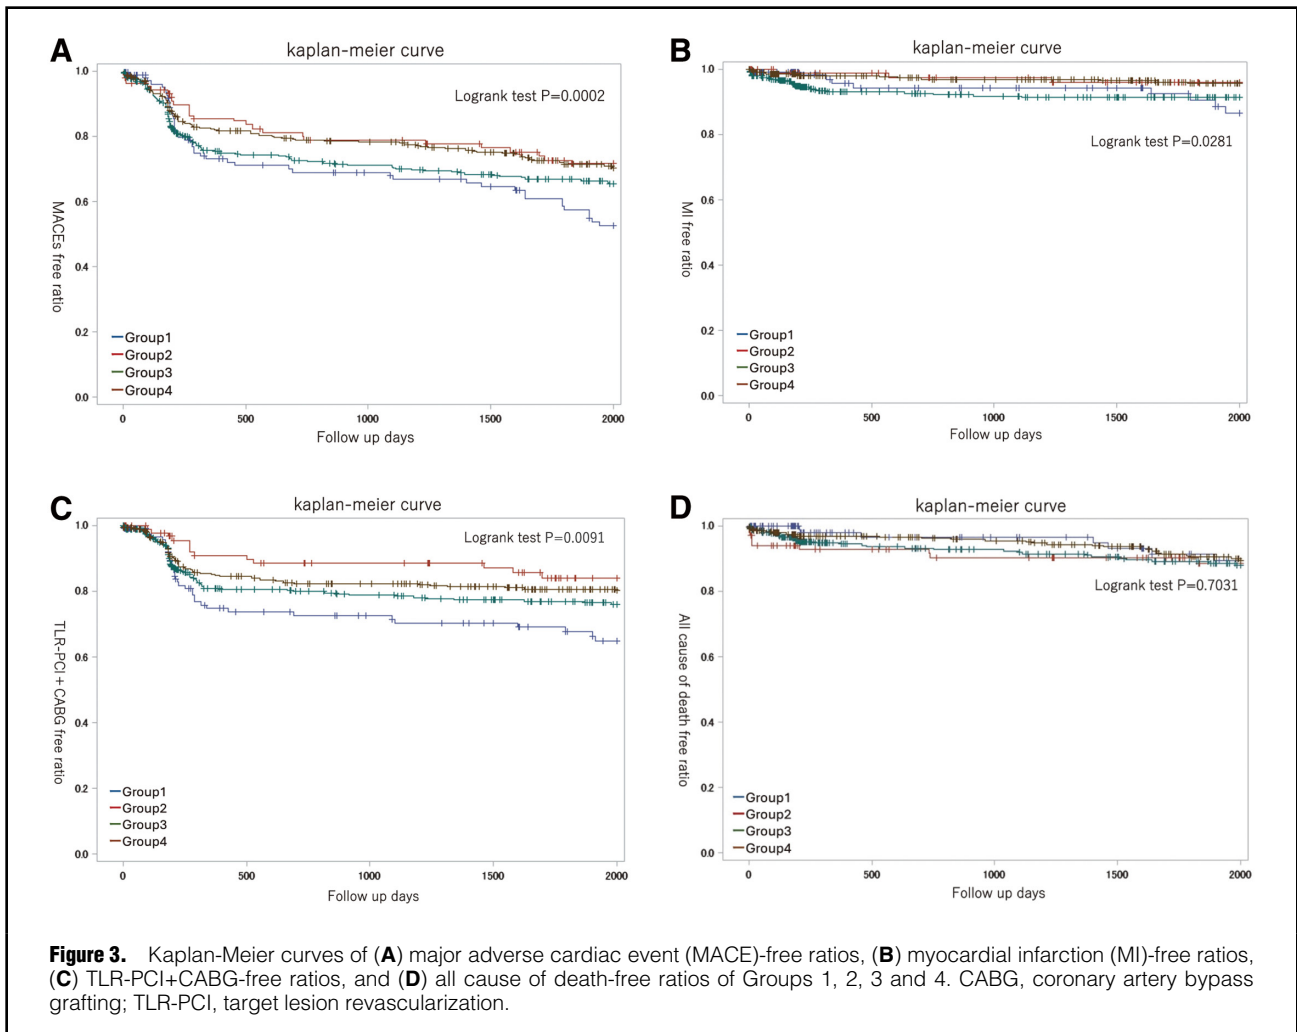 A
kaplan-meier curve
Logrank test P=0.0002
MACEs free ratio
1.0
0.8
0.6
0.4
0.2
0.0
Group1
Group2
Group3
Group4
0 500 1000 1500 2000
Follow up days
B
kaplan-meier curve
Logrank test P=0.0281
MI free ratio
1.0
0.8
0.6
0.4
0.2
0.0
Group1
Group2
Group3
Group4
0 500 1000 1500 2000
Follow up days
C
kaplan-meier curve
Logrank test P=0.0091
TLR-PCI + CABG free ratio
1.0
0.8
0.6
0.4
0.2
0.0
Group1
Group2
Group3
Group4
0 500 1000 1500 2000
Follow up days
D
kaplan-meier curve
Logrank test P=0.7031
All cause of death free ratio
1.0
0.8
0.6
0.4
0.2
0.0
Group1
Group2
Group3
Group4
0 500 1000 1500 2000
Follow up days
Figure 3. Kaplan-Meier curves of (A) major adverse cardiac event (MACE)-free ratios, (B) myocardial infarction (MI)-free ratios,
(C) TLR-PCI+CABG-free ratios, and (D) all cause of death-free ratios of Groups 1, 2, 3 and 4. CABG, coronary artery bypass
grafting; TLR-PCI, target lesion revascularization.